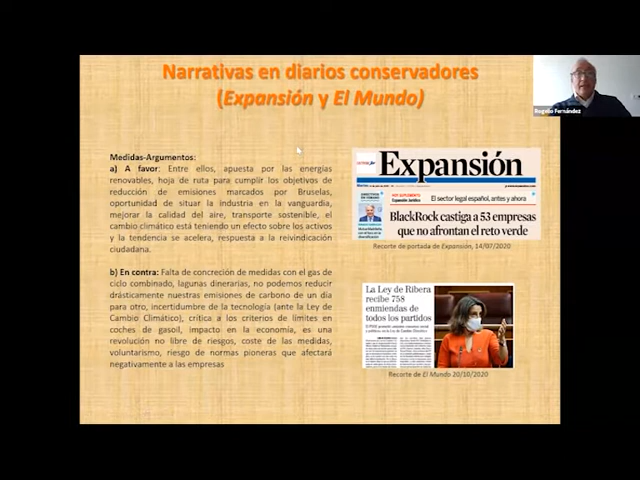 Narrativas en diarios conservadores
(Expansión y El Mundo)
Rogelio Fernández
Medidas-Argumentos:
a) A favor: Entre ellos, apuesta por las energías
renovables, hoja de ruta para cumplir los objetivos de
reducción de emisiones marcados por Bruselas,
oportunidad de situar la industria en la vanguardia,
mejorar la calidad del aire, transporte sostenible, el
cambio climático está teniendo un efecto sobre los activos
y la tendencia se acelera, respuesta a la reivindicación
ciudadana.
b) En contra: Falta de concreción de medidas con el gas de
ciclo combinado, lagunas dinerarias, no podemos reducir
drásticamente nuestras emisiones de carbono de un día
para otro, incertidumbre de la tecnología (ante la Ley de
Cambio Climático), critica a los criterios de límites en
coches de gasoil, impacto en la economía, es una
revolución no libre de riesgos, coste de las medidas,
voluntarismo, riesgo de normas pioneras que afectará
negativamente a las empresas
Expansión
El sector legal español, antes y ahora
BlackRock castiga a 53 empresas
que no afrontan el reto verde
Recorte de portada de Expansión, 14/07/2020
La Ley de Ribera
recibe 758
enmiendas de
todos los partidos
Recorte de El Mundo 20/10/2020